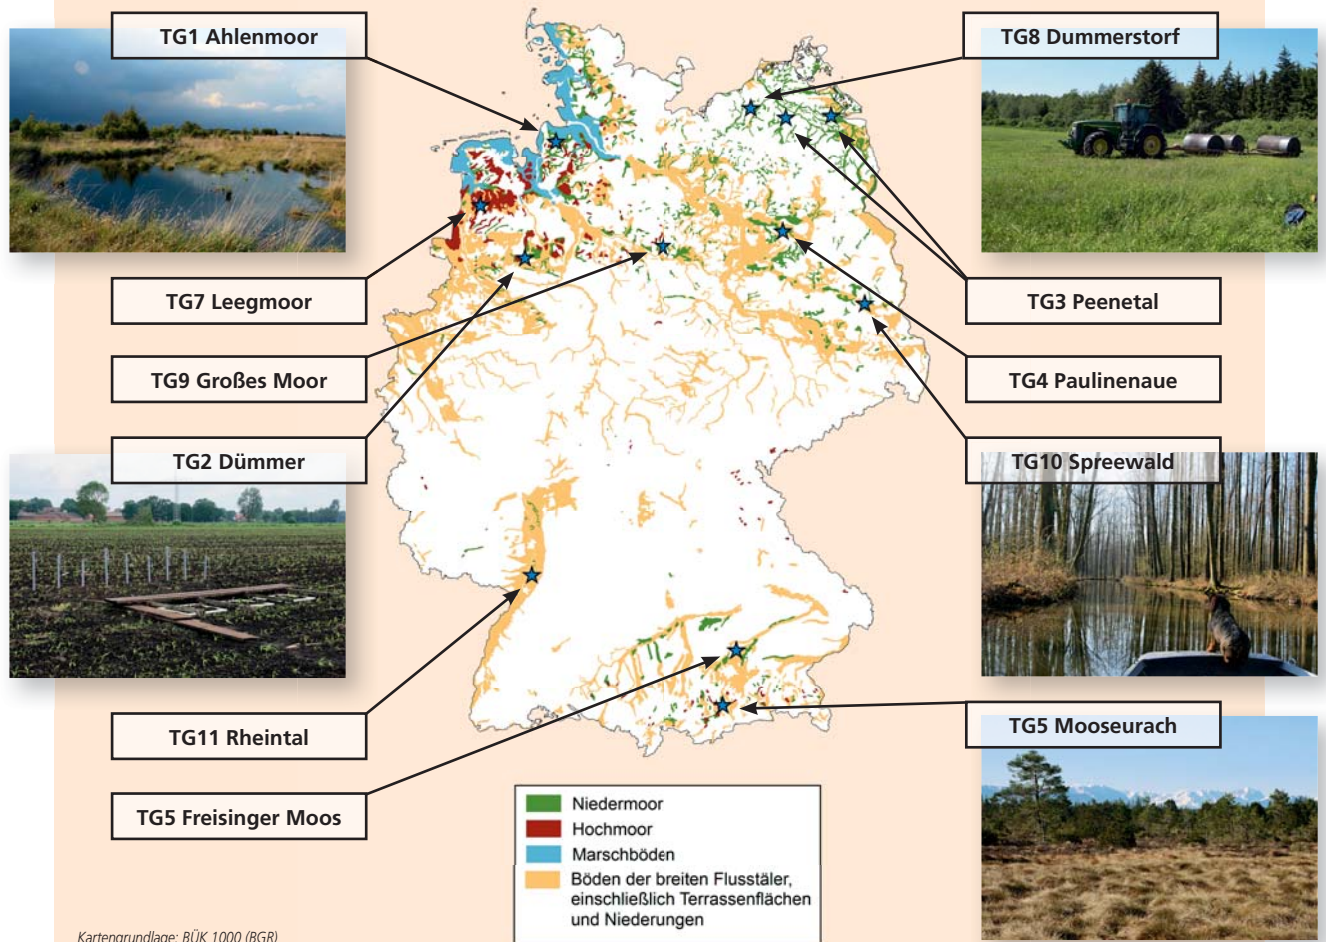 TG1 Ahlenmoor
TG8 Dummerstorf
TG7 Leegmoor
TG3 Peenetal
TG9 Großes Moor
TG4 Paulinenaue
TG2 Dümmer
TG10 Spreewald
TG11 Rheintal
TG5 Mooseurach
TG5 Freisinger Moos
Niedermoor
Hochmoor
Marschböden
Böden der breiten Flusstäler,
einschließlich Terrassenflächen
und Niederungen
Kartengrundlage: BÜK 1000 (BGR)